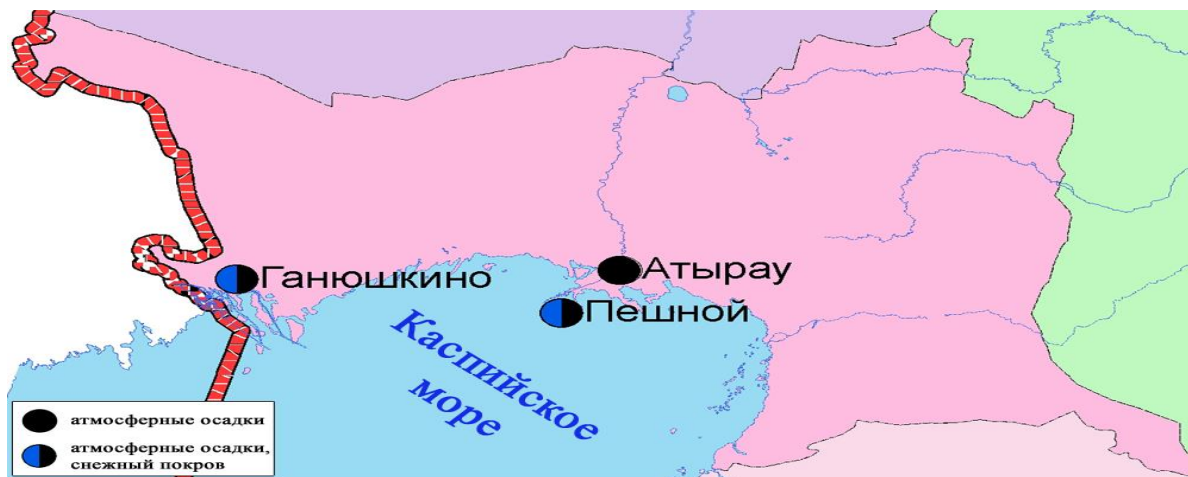 Ганюшкино
Атырау
Пешной
Каспийское
море
атмосферные осадки
атмосферные осадки,
снежный покров